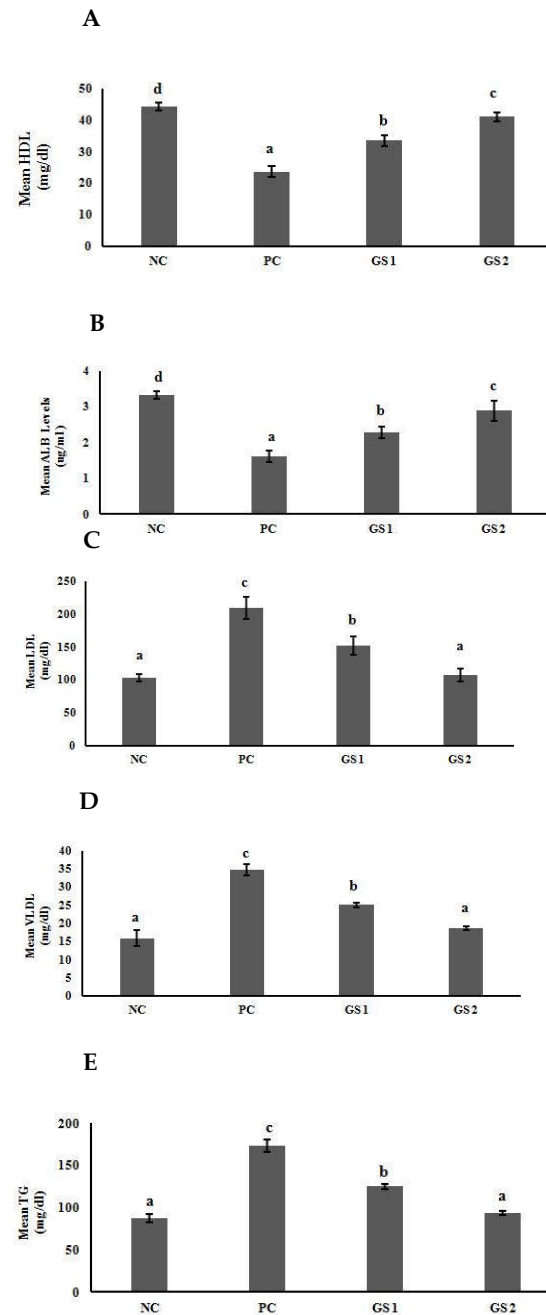 A
Mean HDL
(mg/dl)
50
40
30
20
10
0
d
a
b
c
NC PC GS1 GS2
B
Mean ALB Levels
(ug/ml)
4
3
2
1
0
d
a
b
c
NC PC GS1 GS2
C
Mean LDL
(mg/dl)
250
200
150
100
50
0
a
c
b
a
NC PC GS1 GS2
D
Mean VLDL
(mg/dl)
40
35
30
25
20
15
10
5
0
a
c
b
a
NC PC GS1 GS2
E
Mean TG
(mg/dl)
200
150
100
50
0
a
c
b
a
NC PC GS1 GS2